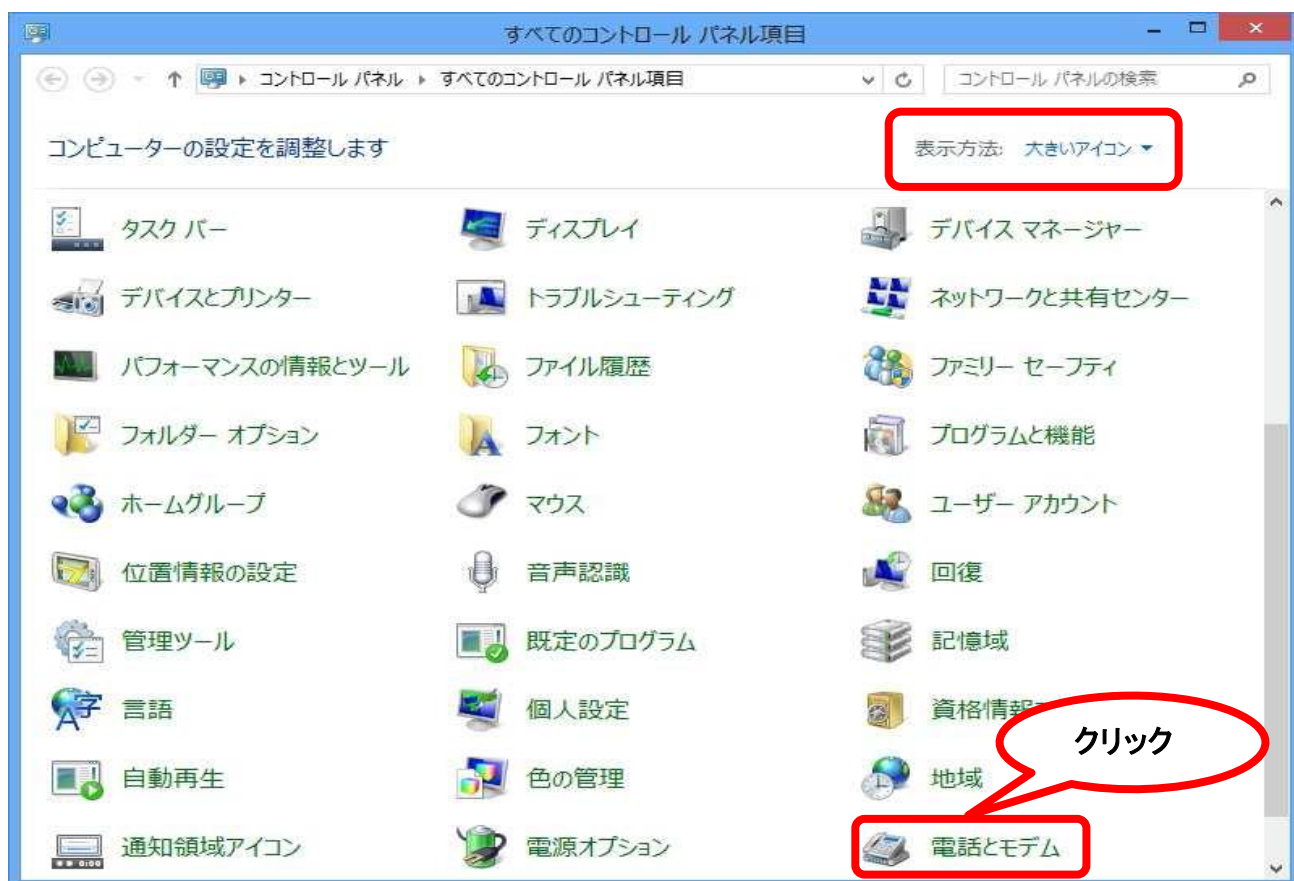 すべてのコントロール パネル項目
コントロール パネル ▸ すべてのコントロール パネル項目
コントロール パネルの検索
コンピューターの設定を調整します
表示方法: 大きいアイコン
タスク バー
ディスプレイ
デバイス マネージャー
デバイスとプリンター
トラブルシューティング
ネットワークと共有センター
パフォーマンスの情報とツール
ファイル履歴
ファミリー セーフティ
フォルダー オプション
フォント
プログラムと機能
ホームグループ
マウス
ユーザー アカウント
位置情報の設定
音声認識
回復
管理ツール
既定のプログラム
記憶域
言語
個人設定
資格情報
クリック
自動再生
色の管理
地域
通知領域アイコン
電源オプション
電話とモデム